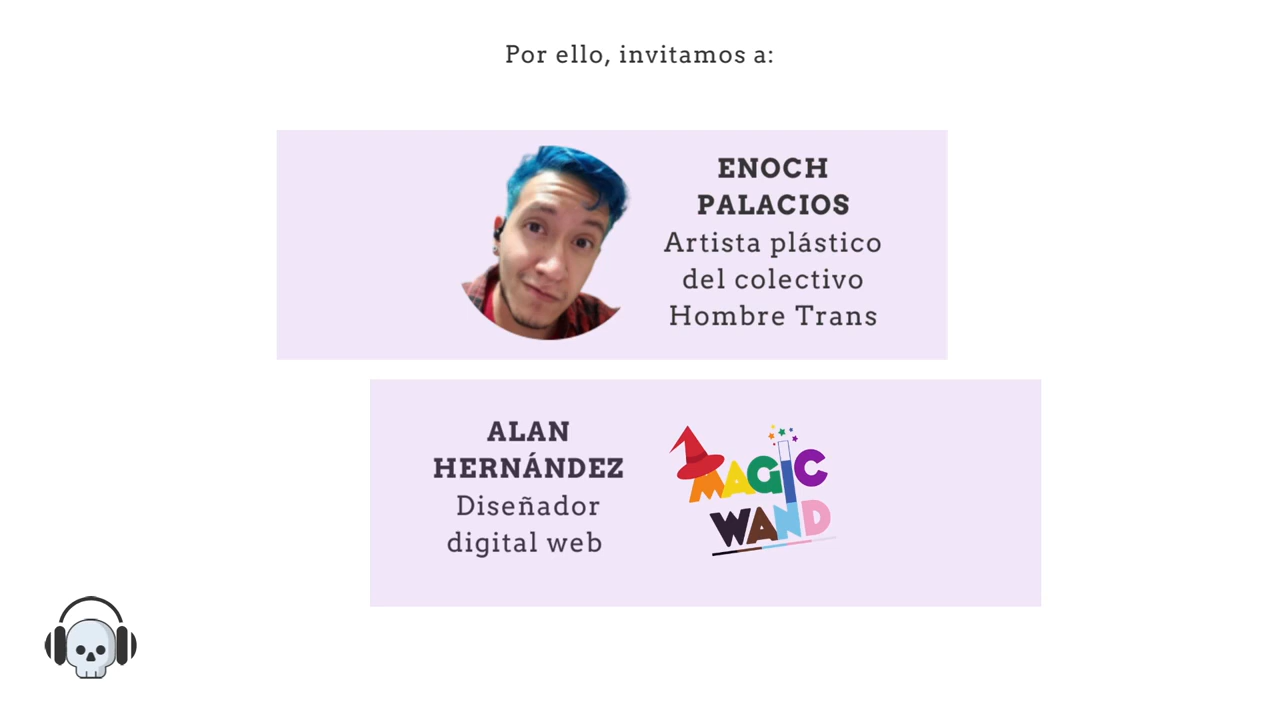 Por ello, invitamos a:
ENOCH
PALACIOS
Artista plástico
del colectivo
Hombre Trans
ALAN
HERNÁNDEZ
Diseñador
digital web
MAGIC
WAND